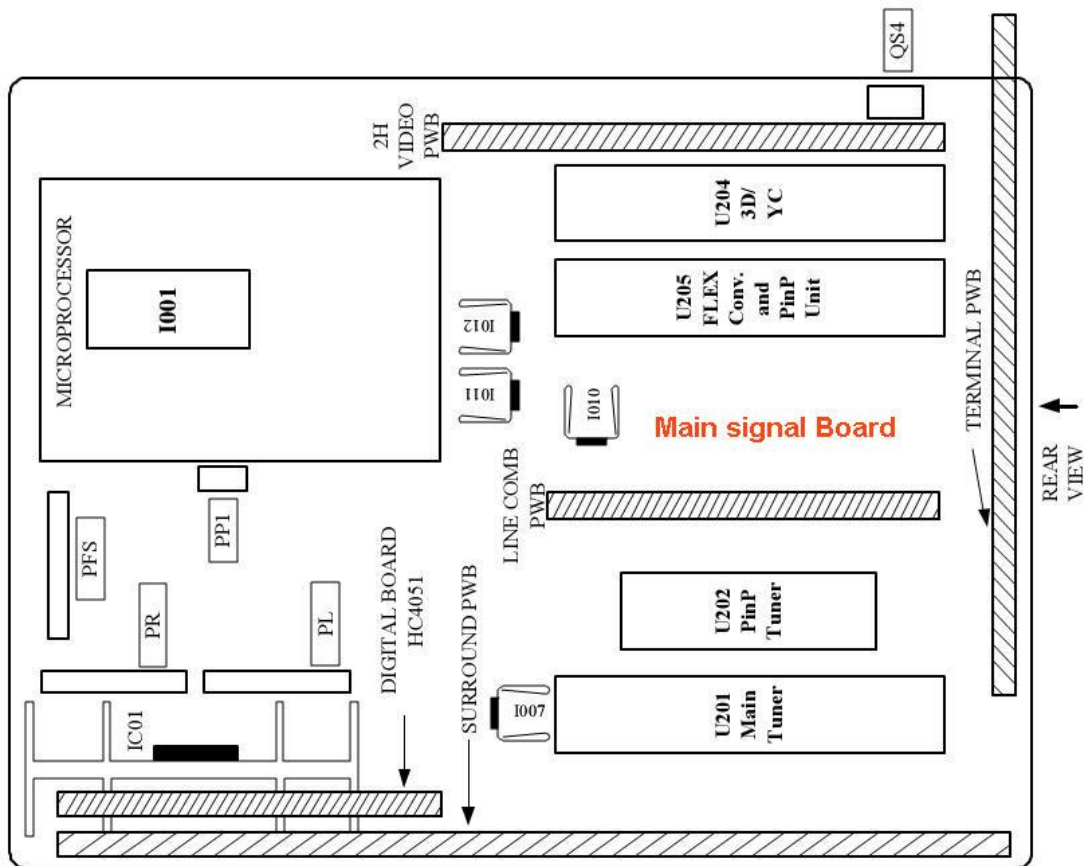 QS4
2H
VIDEO
PWB
MICROPROCESSOR
I001
U204
3D/
YC
U205
FLEX
Conv.
and
PinP
Unit
I012
I011
I010
Main signal Board
TERMINAL PWB
REAR
VIEW
PFS
PP1
LINE COMB
PWB
PR
PL
DIGITAL BOARD
HC4051
SURROUND PWB
U202
PinP
Tuner
IC01
I007
U201
Main
Tuner